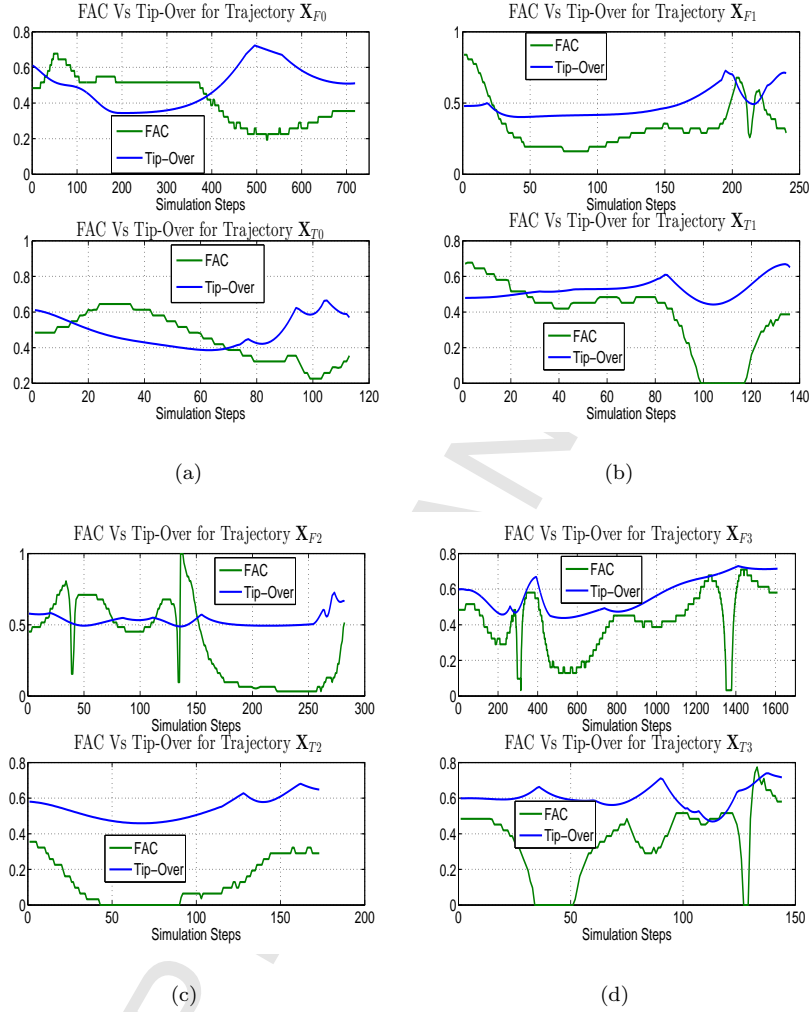 FAC Vs Tip-Over for Trajectory X_F0
0.8
0.6
0.4
0.2
0
FAC
Tip−Over
0 100 200 300 400 500 600 700
Simulation Steps
FAC Vs Tip-Over for Trajectory X_T0
1
0.8
0.6
0.4
0.2
FAC
Tip−Over
0 20 40 60 80 100 120
Simulation Steps
(a)
FAC Vs Tip-Over for Trajectory X_F1
1
0.5
0
FAC
Tip−Over
0 50 100 150 200 250
Simulation Steps
FAC Vs Tip-Over for Trajectory X_T1
0.8
0.6
0.4
0.2
0
FAC
Tip−Over
0 20 40 60 80 100 120 140
Simulation Steps
(b)
FAC Vs Tip-Over for Trajectory X_F2
1
0.5
0
FAC
Tip−Over
0 50 100 150 200 250 300
Simulation Steps
FAC Vs Tip-Over for Trajectory X_T2
0.8
0.6
0.4
0.2
0
FAC
Tip−Over
0 50 100 150 200
Simulation Steps
(c)
FAC Vs Tip-Over for Trajectory X_F3
0.8
0.6
0.4
0.2
0
FAC
Tip−Over
0 200 400 600 800 1000 1200 1400 1600
Simulation Steps
FAC Vs Tip-Over for Trajectory X_T3
0.8
0.6
0.4
0.2
0
FAC
Tip−Over
0 50 100 150
Simulation Steps
(d)